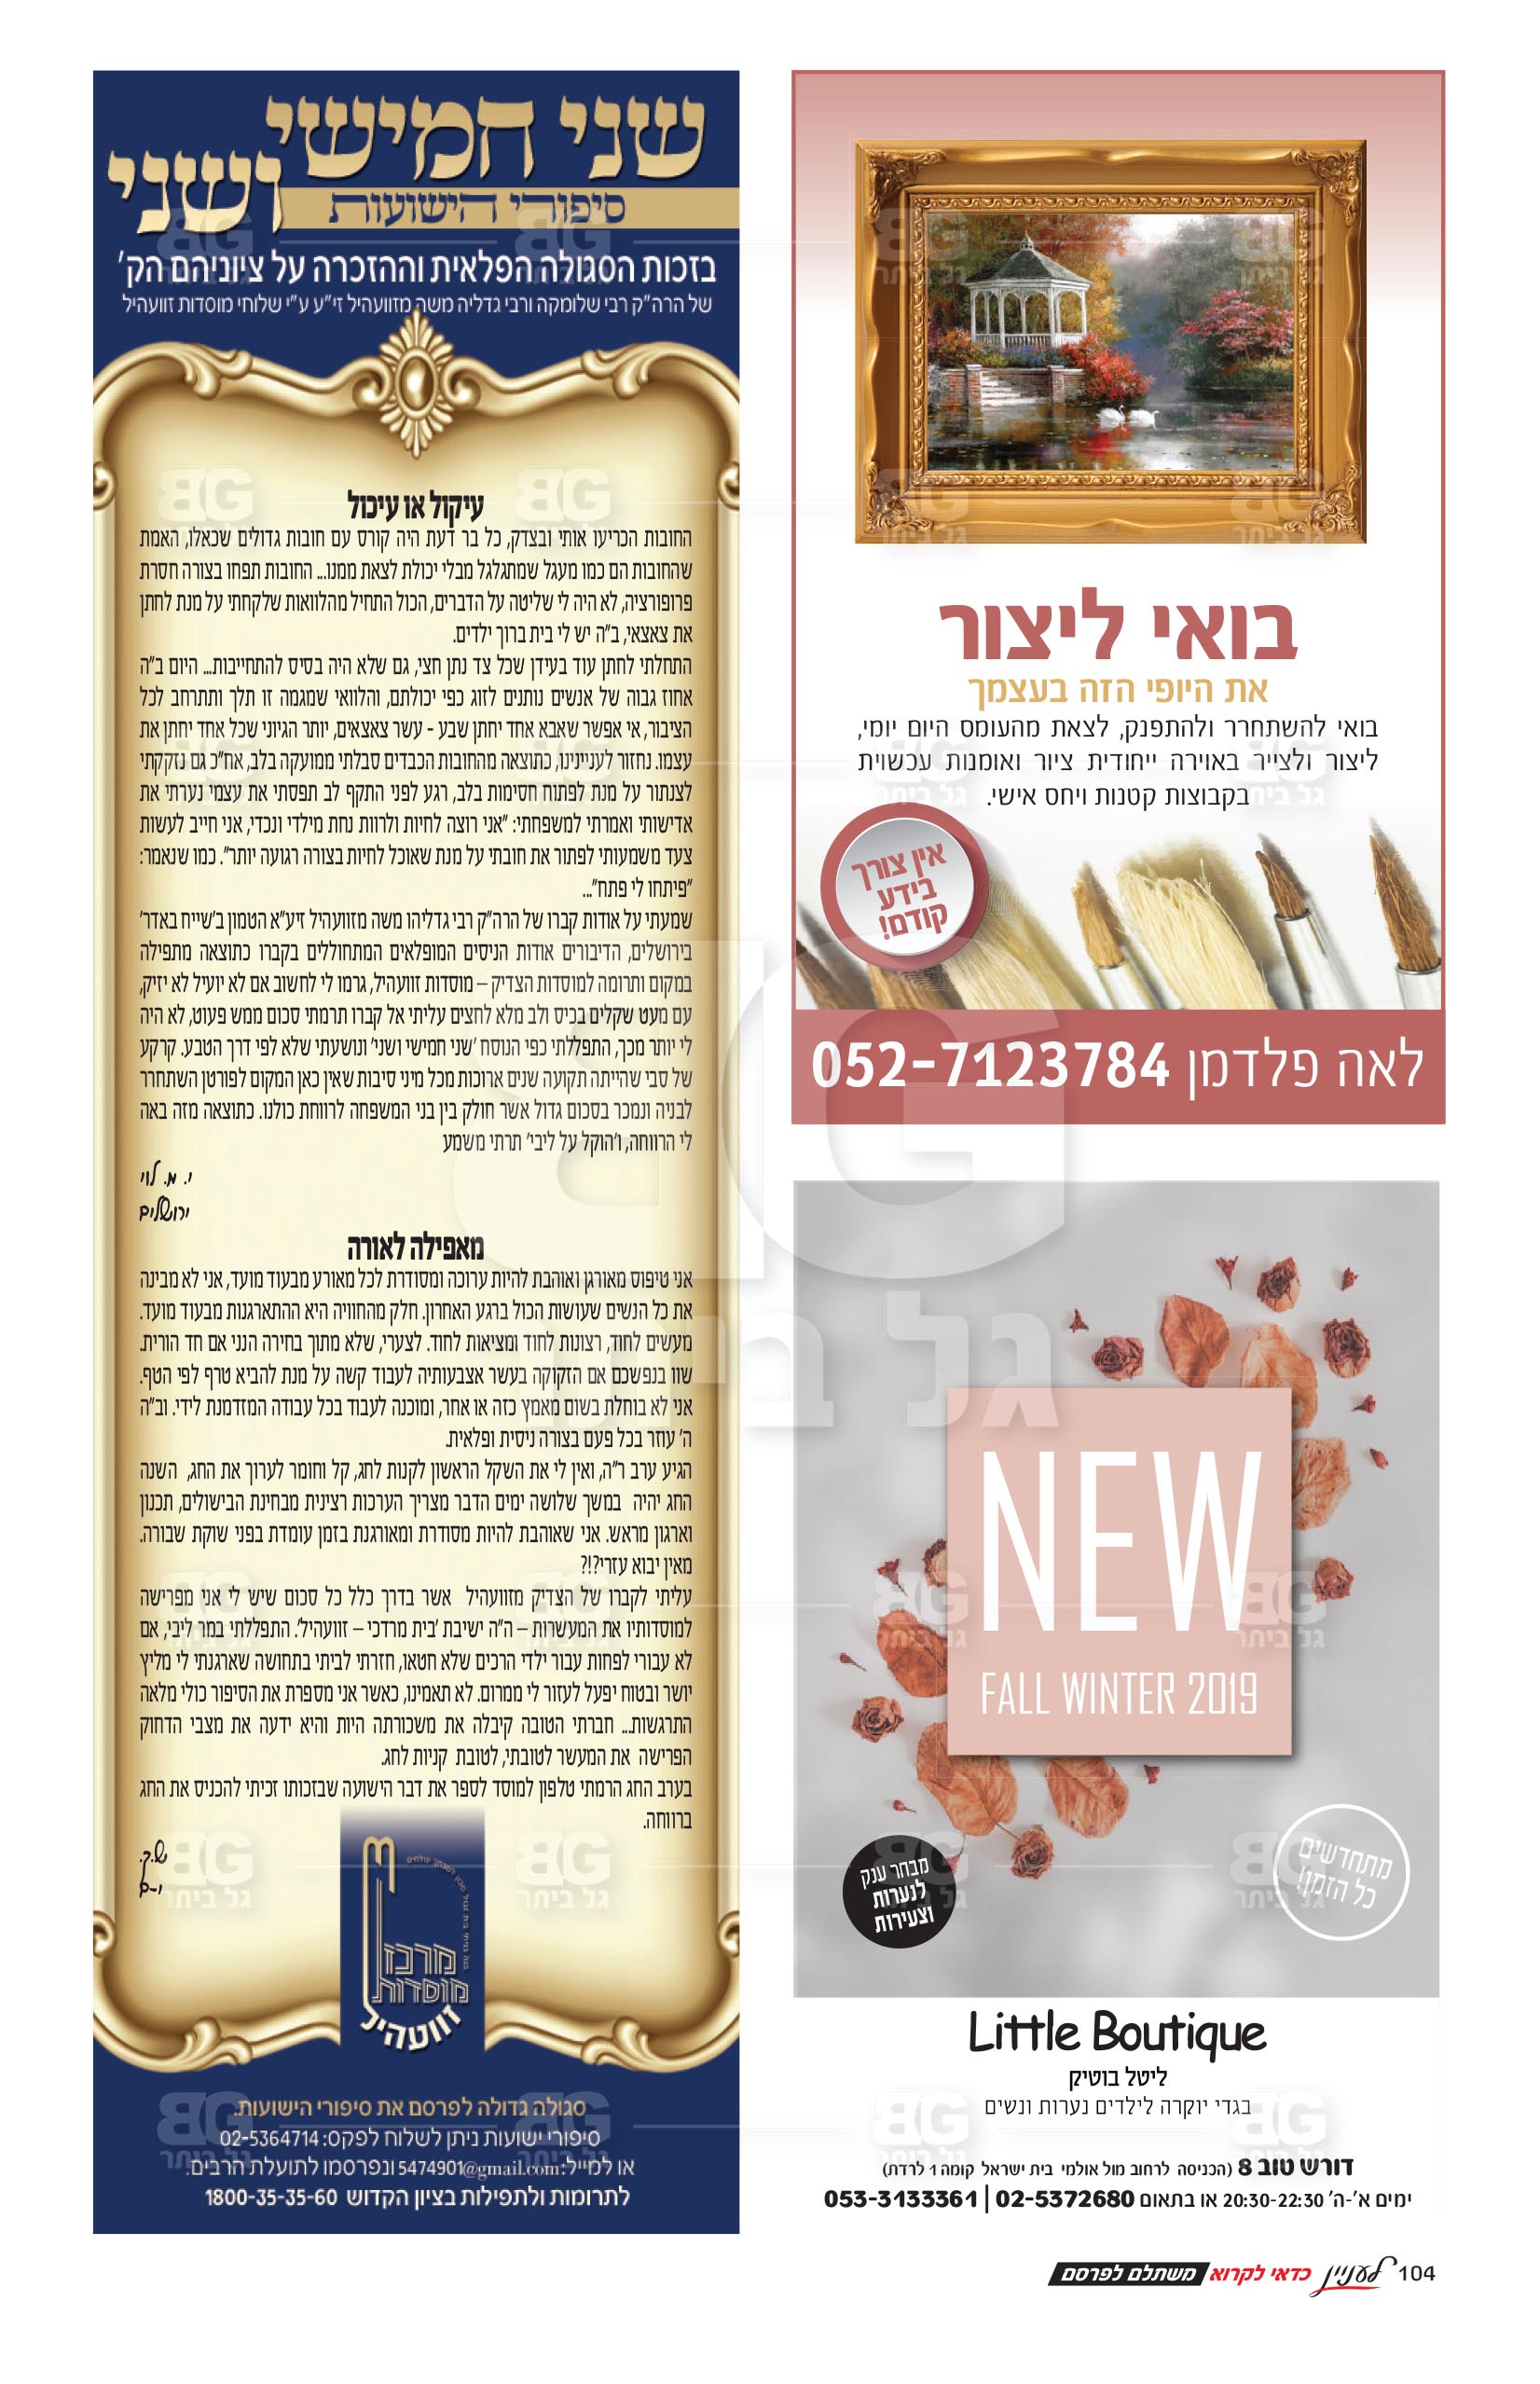 בואי ליצור
את היופי הזה בעצמך
בואי להשתחרר ולהתפנק, לצאת מהעומס היום יומי,
ליצור ולצייר באוירה ייחודית ציור ואומנות עכשוית
בקבוצות קטנות ויחס אישי.
אין צורך
בידע
קודם!
לאה פלדמן 052-7123784
NEW
FALL WINTER 2019
מתחדשים
כל הזמן!
מבחר ענק
לנערות
וצעירות
Little Boutique
ליטל בוטיק
בגדי יוקרה לילדים נערות ונשים
דורש טוב 8 (הכניסה לרחוב מול אולמי בית ישראל קומה 1 לרדת)
ימים א'-ה' 20:30-22:30 או בתאום 02-5372680 | 053-3133361
שני חמישי
ושני
סיפורי הישועות
בזכות הסגולה הפלאית וההזכרה על ציוניהם הק'
של הרה"ק רבי שלומקה ורבי גדליה משה מזוועהיל זי"ע ע"י שלוחי מוסדות זוועהיל
עיקול או עיכול
החובות הכריעו אותי ובצדק, כל בר דעת היה קורס עם חובות גדולים שכאלו, האמת
שהחובות הם כמו מעגל שמתגלגל מבלי יכולת לצאת ממנו... החובות תפחו בצורה חסרת
פרופורציה, לא היה לי שליטה על הדברים, הכול התחיל מהלוואות שלקחתי על מנת לחתן
את צאצאי, ב"ה יש לי בית ברוך ילדים.
התחלתי לחתן עוד בעידן שכל צד נתן חצי, גם שלא היה בסיס להתחייבות... היום ב"ה
אחוז גבוה של אנשים נותנים לזוג כפי יכולתם, והלוואי שמגמה זו תלך ותתרחב לכל
הציבור, אי אפשר שאבא אחד יחתן שבע - עשר צאצאים, יותר הגיוני שכל אחד יחתן את
עצמו. נחזור לעניינינו, כתוצאה מהחובות הכבדים סבלתי ממועקה בלב, אח"כ גם נזקקתי
לצנתור על מנת לפתוח חסימות בלב, רגע לפני התקף לב תפסתי את עצמי נערתי את
אדישותי ואמרתי למשפחתי: "אני רוצה לחיות ולרוות נחת מילדי ונכדי, אני חייב לעשות
צעד משמעותי לפתור את חובתי על מנת שאוכל לחיות בצורה רגועה יותר". כמו שנאמר:
"פיתחו לי פתח"...
שמעתי על אודות קברו של הרה"ק רבי גדליהו משה מזוועהיל זיע"א הטמון ב'שייח באדר'
בירושלים, הדיבורים אודות הניסים המופלאים המתחוללים בקברו כתוצאה מתפילה
במקום ותרומה למוסדות הצדיק – מוסדות זוועהיל, גרמו לי לחשוב אם לא יועיל לא יזיק,
עם מעט שקלים בכיס ולב מלא לחצים עליתי אל קברו תרמתי סכום ממש פעוט, לא היה
לי יותר מכך, התפללתי כפי הנוסח 'שני חמישי ושני' ונושעתי שלא לפי דרך הטבע. קרקע
של סבי שהייתה תקועה שנים ארוכות מכל מיני סיבות שאין כאן המקום לפורטן השתחרר
לבניה ונמכר בסכום גדול אשר חולק בין בני המשפחה לרווחת כולנו. כתוצאה מזה באה
לי הרווחה, ו'הוקל על ליבי' תרתי משמע
י. מ. לוי
ירושלים
מאפילה לאורה
אני טיפוס מאורגן ואוהבת להיות ערוכה ומסודרת לכל מאורע מבעוד מועד, אני לא מבינה
את כל הנשים שעושות הכול ברגע האחרון. חלק מהחוויה היא ההתארגנות מבעוד מועד.
מעשים לחוד, רצונות לחוד ומציאות לחוד. לצערי, שלא מתוך בחירה הנני אם חד הורית.
שוו בנפשכם אם הזקוקה בעשר אצבעותיה לעבוד קשה על מנת להביא טרף לפי הטף.
אני לא בוחלת בשום מאמץ כזה או אחר, ומוכנה לעבוד בכל עבודה המזדמנת לידי. וב"ה
ה' עוזר בכל פעם בצורה ניסית ופלאית.
הגיע ערב ר"ה, ואין לי את השקל הראשון לקנות לחג, קל וחומר לערוך את החג, השנה
החג יהיה במשך שלושה ימים הדבר מצריך הערכות רצינית מבחינת הבישולים, תכנון
וארגון מראש. אני שאוהבת להיות מסודרת ומאורגנת בזמן עומדת בפני שוקת שבורה.
מאין יבוא עזרי?!?
עליתי לקברו של הצדיק מזוועהיל אשר בדרך כלל כל סכום שיש לי אני מפרישה
למוסדותיו את המעשרות – ה"ה ישיבת 'בית מרדכי – זוועהיל'. התפללתי במר ליבי, אם
לא עבורי לפחות עבור ילדי הרכים שלא חטאו, חזרתי לביתי בתחושה שארגנתי לי מליץ
יושר ובטוח יפעל לעזור לי ממרום. לא תאמינו, כאשר אני מספרת את הסיפור כולי מלאה
התרגשות... חברתי הטובה קיבלה את משכורתה היות והיא ידעה את מצבי הדחוק
הפרישה את המעשר לטובתי, לטובת קניות לחג.
בערב החג הרמתי טלפון למוסד לספר את דבר הישועה שבזכותו זכיתי להכניס את החג
ברווחה.
ש.ק.
י-ם
מרכז
מוסדות
זוועהיל
סגולה גדולה לפרסם את סיפורי הישועות.
סיפורי ישועות ניתן לשלוח לפקס: 02-5364714
או למייל: 5474901@gmail.com ונפרסמו לתועלת הרבים.
לתרומות ולתפילות בציון הקדוש 1800-35-35-60
104 לעניין כדאי לקרוא משתלם לפרסם
BG
גל ביתר